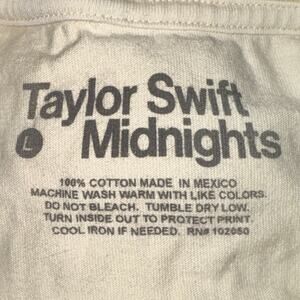 Taylor Swift
L Midnights
100% COTTON MADE IN MEXICO
MACHINE WASH WARM WITH LIKE COLORS.
DO NOT BLEACH. TUMBLE DRY LOW.
TURN INSIDE OUT TO PROTECT PRINT.
COOL IRON IF NEEDED. RN# 102050